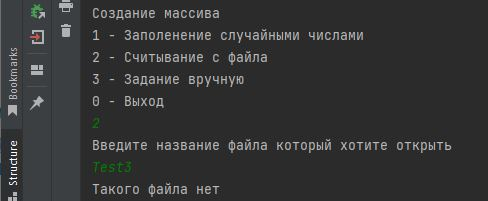 Создание массива
1 - Заполенение случайными числами
2 - Считывание с файла
3 - Задание вручную
0 - Выход
2
Введите название файла который хотите открыть
Test3
Такого файла нет
Bookmarks
Structure